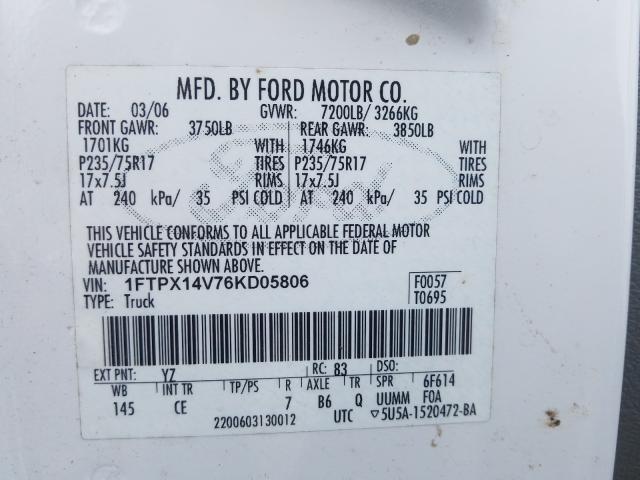 MFD. BY FORD MOTOR CO.
DATE: 03/06 GVWR: 7200LB/ 3266KG
FRONT GAWR: 3750LB REAR GAWR: 3850LB
1701KG WITH 1746KG WITH
P235/75R17 TIRES P235/75R17 TIRES
17x7.5J RIMS 17x7.5J RIMS
AT 240 kPa/ 35 PSI COLD AT 240 kPa/ 35 PSI COLD
THIS VEHICLE CONFORMS TO ALL APPLICABLE FEDERAL MOTOR
VEHICLE SAFETY STANDARDS IN EFFECT ON THE DATE OF
MANUFACTURE SHOWN ABOVE.
VIN: 1FTPX14V76KD05806 F0057
TYPE: Truck T0695
EXT PNT: YZ RC: 83 DSO:
WB INT TR TP/PS R AXLE TR SPR 6F614
145 CE 7 B6 Q UUMM FOA
2200603130012 UTC ▽5U5A-1520472-BA
Ford